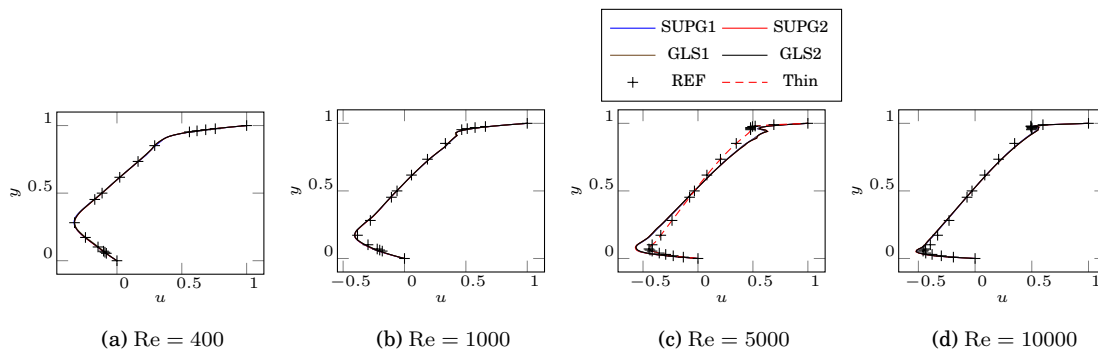 SUPG1 SUPG2
GLS1 GLS2
REF Thin
1
0.5
0
y
0 0.5 1
u
(a) Re = 400
1
0.5
0
y
−0.5 0 0.5 1
u
(b) Re = 1000
1
0.5
0
y
−0.5 0 0.5 1
u
(c) Re = 5000
1
0.5
0
y
−0.5 0 0.5 1
u
(d) Re = 10000